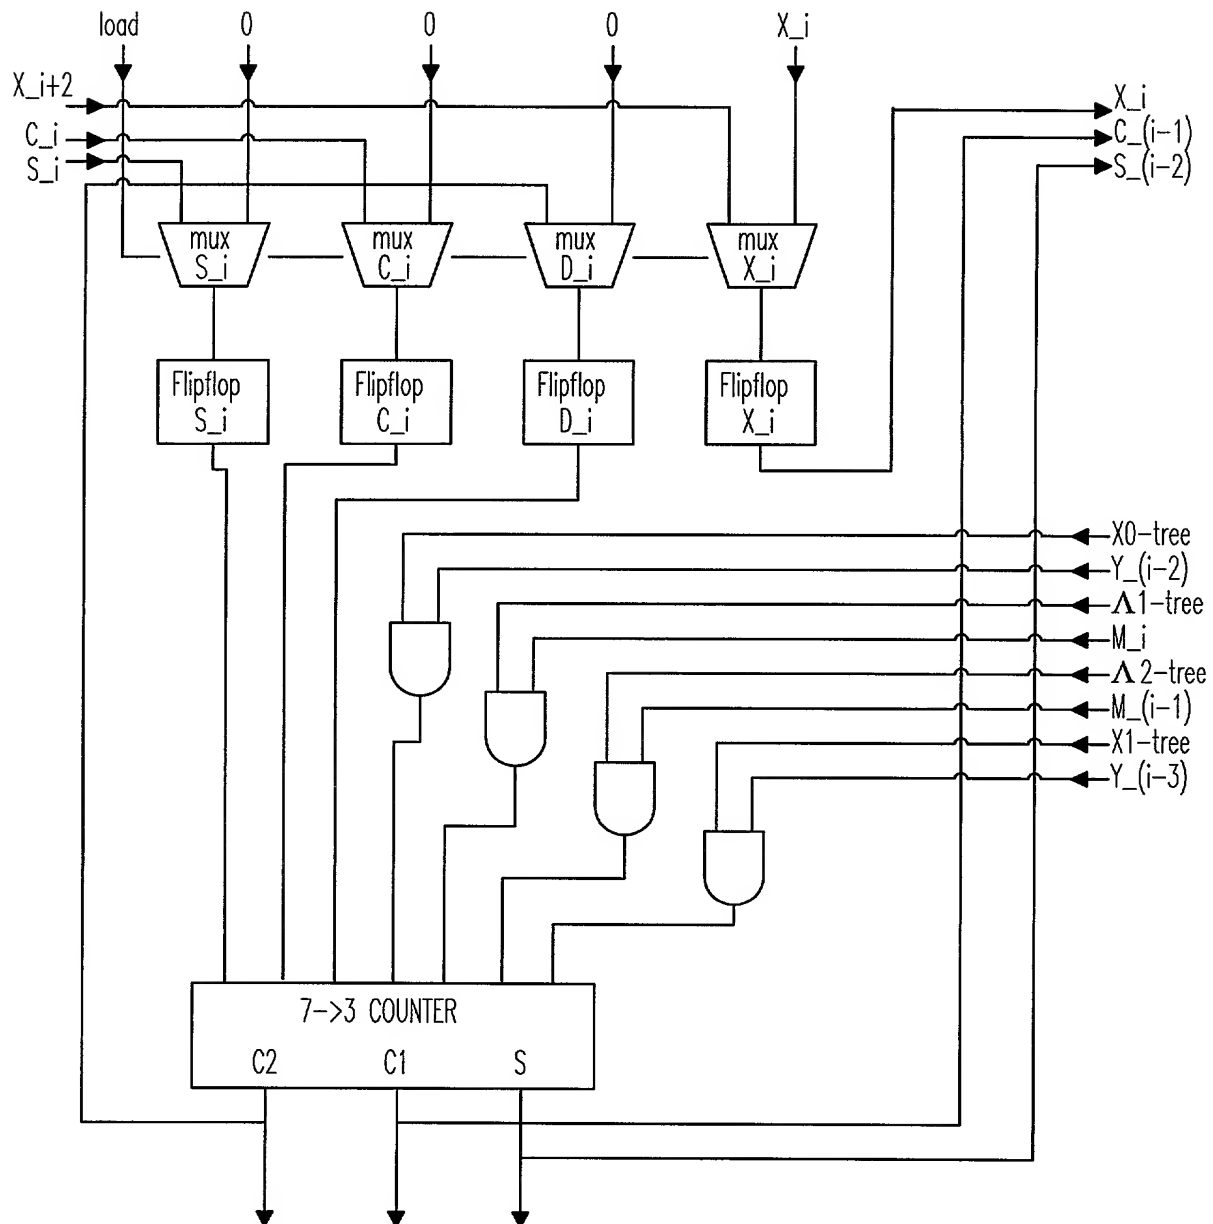 load
0
0
0
X_i
X_i+2
C_i
S_i
X_i
C_(i-1)
S_(i-2)
mux
S_i
mux
C_i
mux
D_i
mux
X_i
Flipflop
S_i
Flipflop
C_i
Flipflop
D_i
Flipflop
X_i
X0-tree
Y_(i-2)
Λ1-tree
M_i
Λ2-tree
M_(i-1)
X1-tree
Y_(i-3)
7->3 COUNTER
C2
C1
S